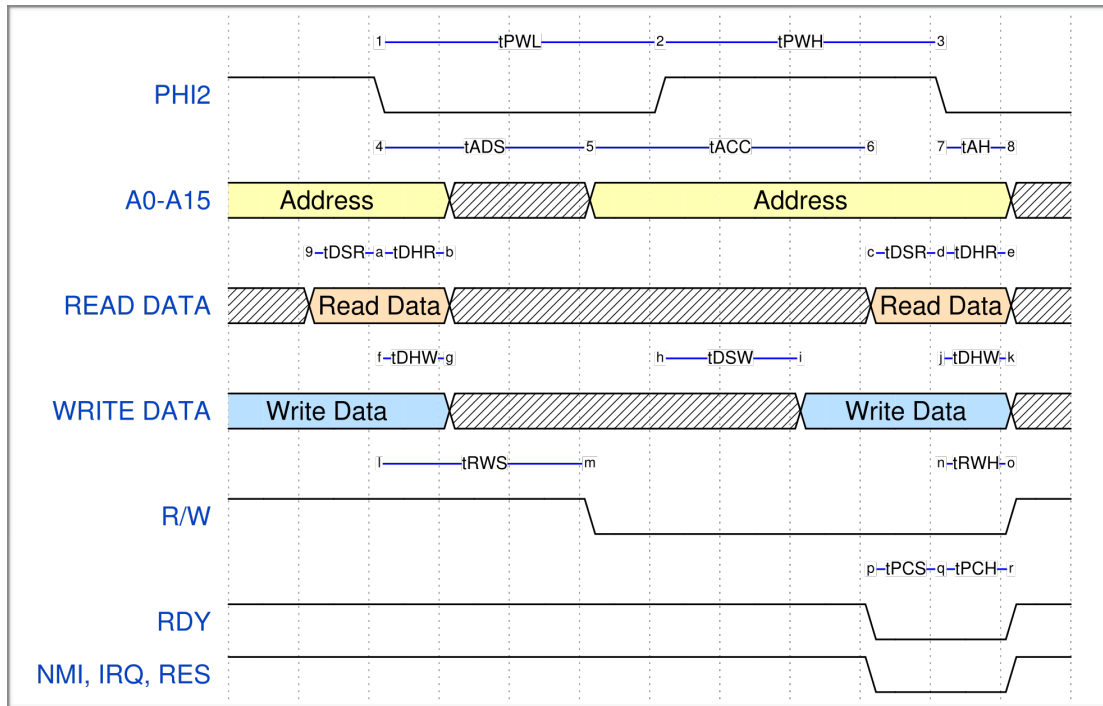 1 tPWL 2 tPWH 3
PHI2
4 tADS 5 tACC 6 7 tAH 8
A0-A15 Address Address
9 tDSR a tDHR b c tDSR d tDHR e
READ DATA Read Data Read Data
f tDHW g h tDSW i j tDHW k
WRITE DATA Write Data Write Data
l tRWS m n tRWH o
R/W
p tPCS q tPCH r
RDY
NMI, IRQ, RES